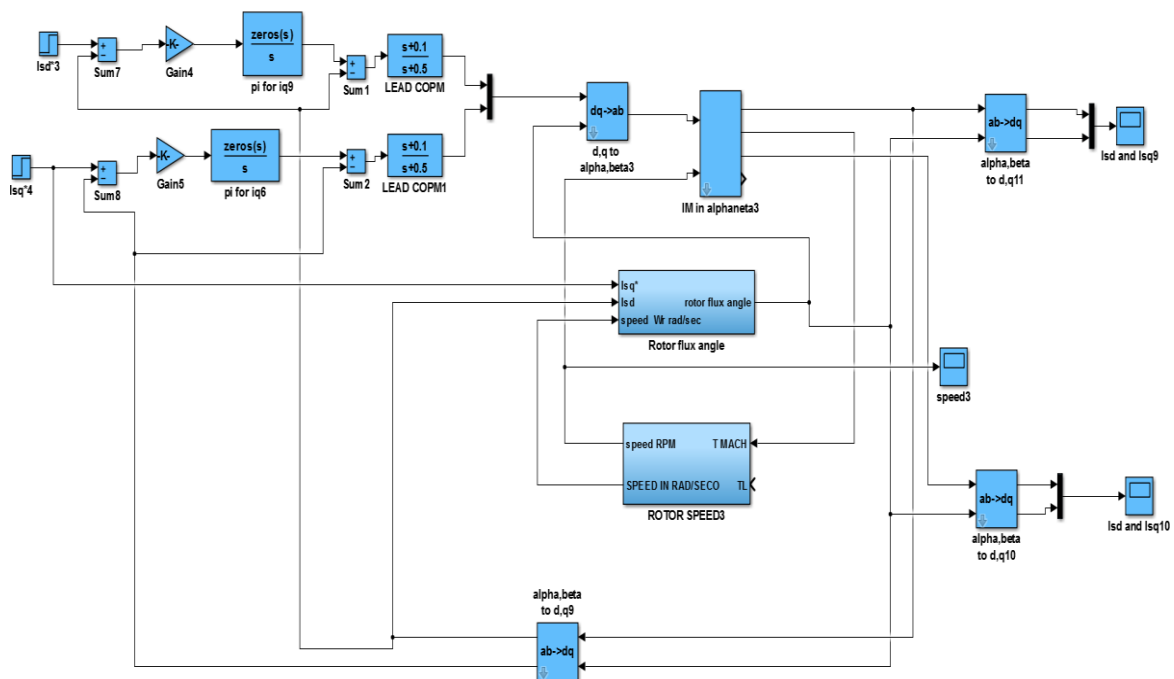 Isd*3
+
−
Sum7
-K-
Gain4
zeros(s)
s
pi for iq9
+
−
Sum1
s+0.1
s+0.5
LEAD COPM
Isq*4
+
−
Sum8
-K-
Gain5
zeros(s)
s
pi for iq6
+
−
Sum2
s+0.1
s+0.5
LEAD COPM1
dq->ab
d,q to
alpha,beta3
IM in alphaneta3
ab->dq
alpha,beta
to d,q11
Isd and Isq9
Isq*
Isd
speed Wr rad/sec
rotor flux angle
Rotor flux angle
speed3
speed RPM
T MACH
SPEED IN RAD/SECO
TL
ROTOR SPEED3
ab->dq
alpha,beta
to d,q10
Isd and Isq10
alpha,beta
to d,q9
ab->dq